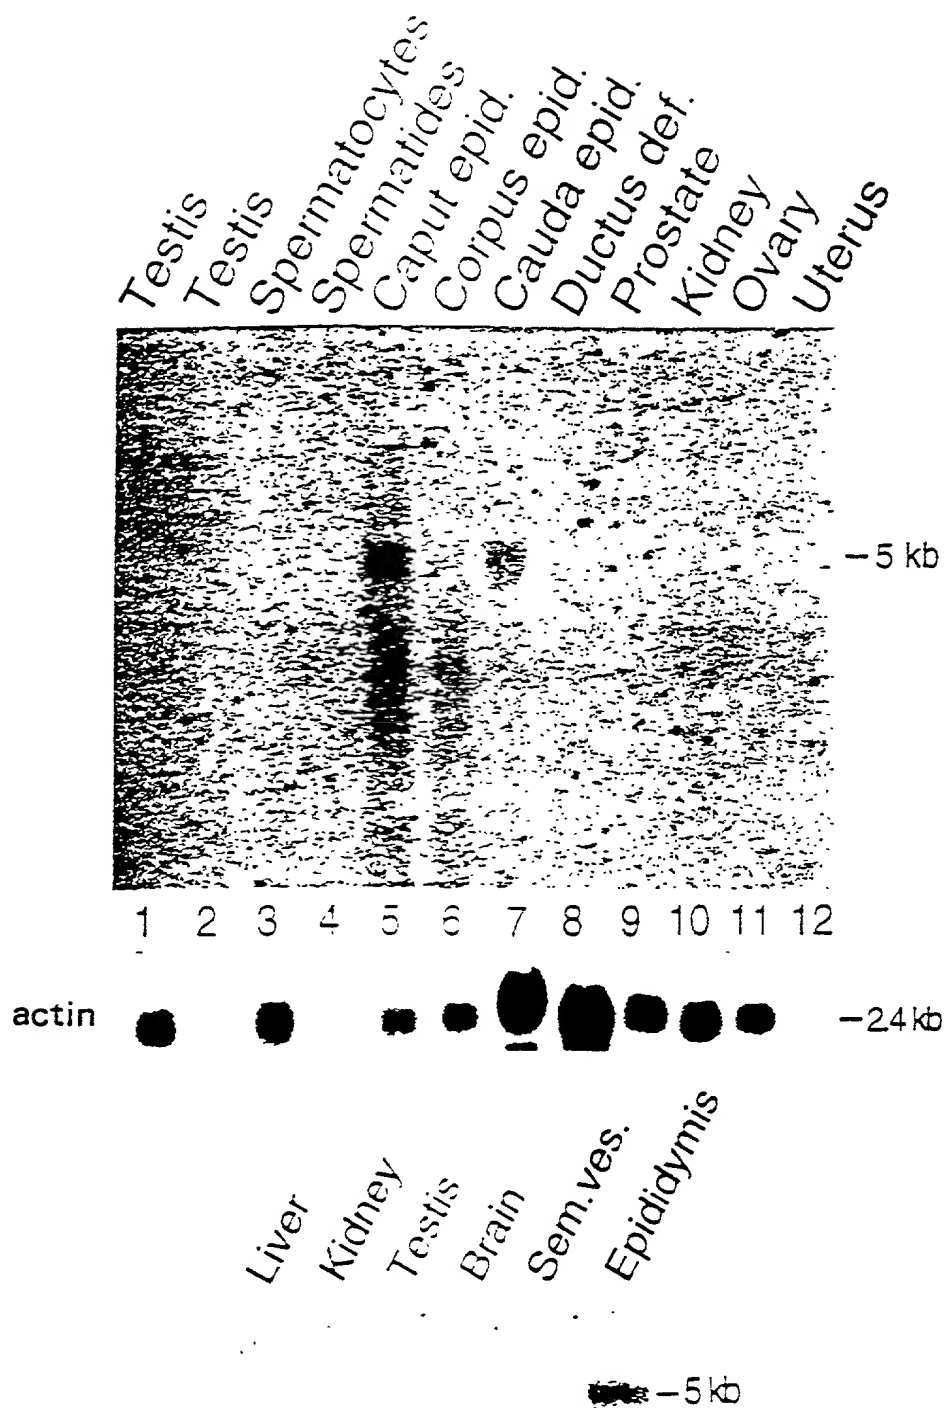 Testis Testis Spermatocytes Spermatides Caput epid. Corpus epid. Cauda epid. Ductus def. Prostate Kidney Ovary Uterus
–5 kb
1 2 3 4 5 6 7 8 9 10 11 12
actin –2.4 kb
Liver Kidney Testis Brain Sem.ves. Epididymis
–5 kb